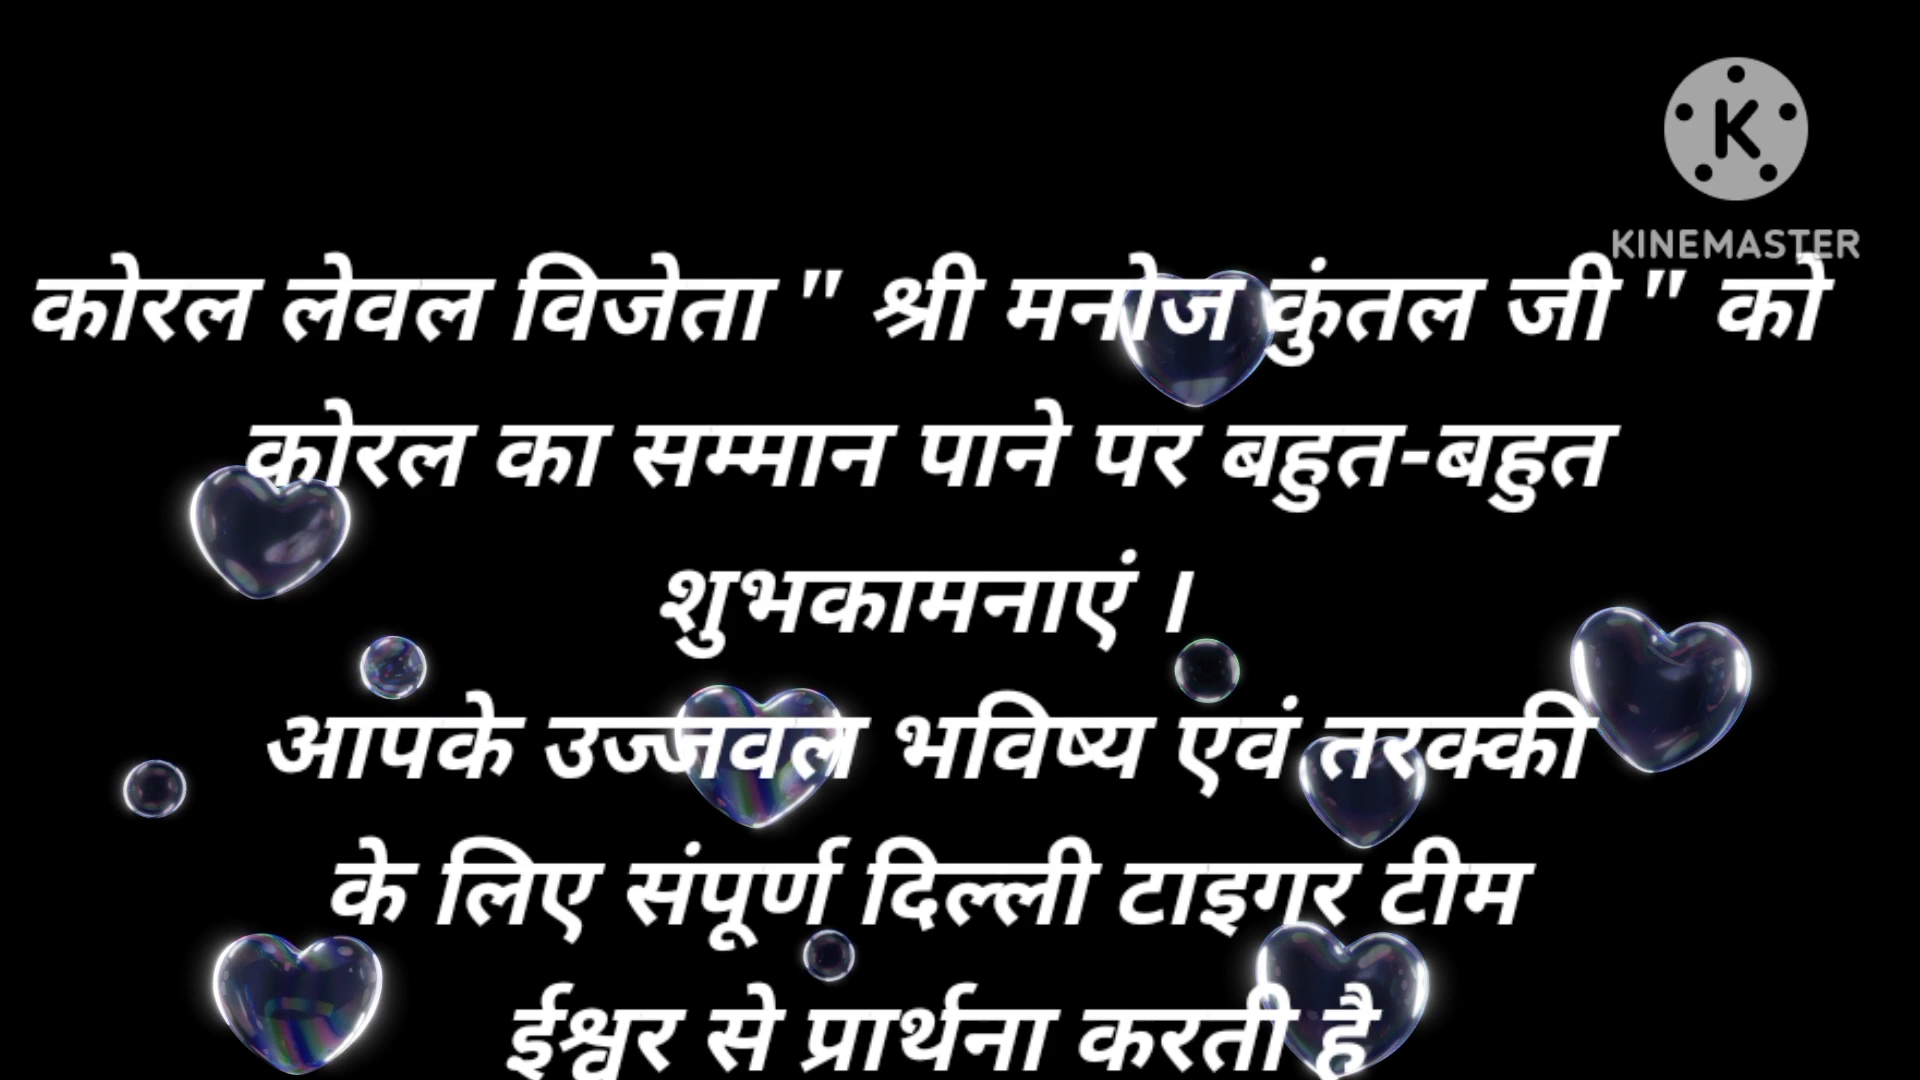 KINEMASTER
कोरल लेवल विजेता " श्री मनोज कुंतल जी " को
कोरल का सम्मान पाने पर बहुत-बहुत
शुभकामनाएं ।
आपके उज्जवल भविष्य एवं तरक्की
के लिए संपूर्ण दिल्ली टाइगर टीम
ईश्वर से प्रार्थना करती है